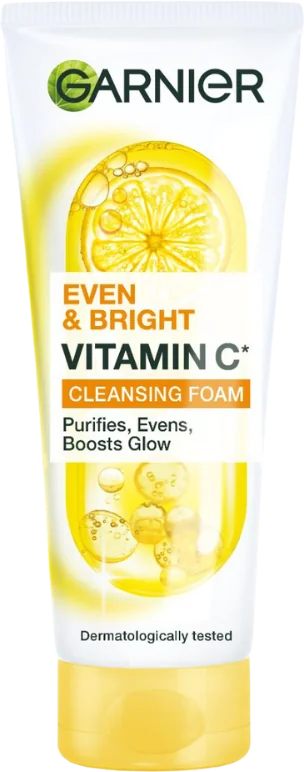 GARNIER
EVEN
& BRIGHT
VITAMIN C*
CLEANSING FOAM
Purifies, Evens,
Boosts Glow
Dermatologically tested